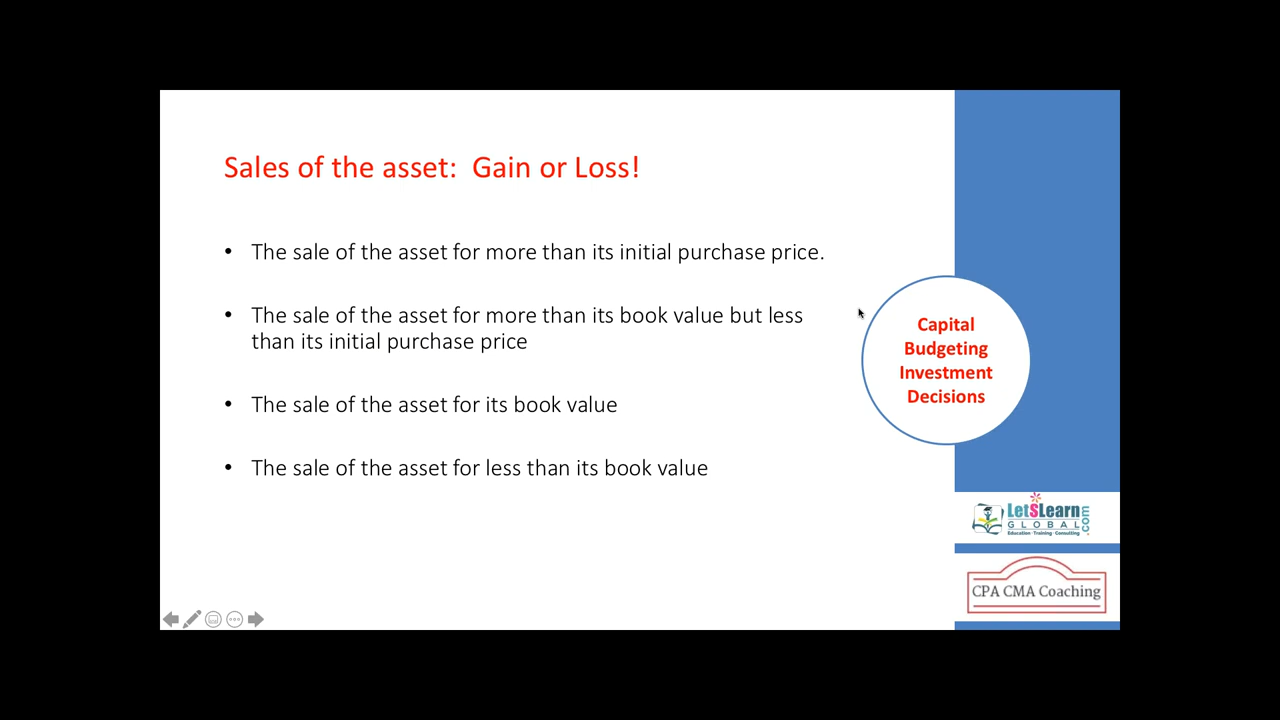 Sales of the asset:  Gain or Loss!
• The sale of the asset for more than its initial purchase price.
• The sale of the asset for more than its book value but less
than its initial purchase price
• The sale of the asset for its book value
• The sale of the asset for less than its book value
Capital
Budgeting
Investment
Decisions
LetSLearn
GLOBAL
.com
Education · Training · Consulting
CPA CMA Coaching